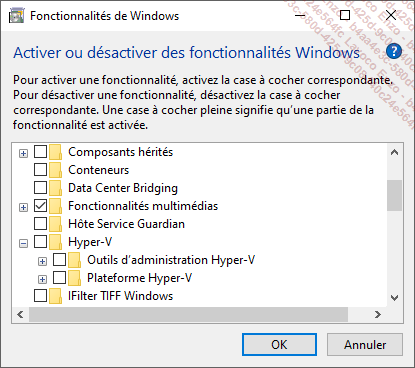 Fonctionnalités de Windows
Activer ou désactiver des fonctionnalités Windows
Pour activer une fonctionnalité, activez la case à cocher correspondante.
Pour désactiver une fonctionnalité, désactivez la case à cocher
correspondante. Une case à cocher pleine signifie qu'une partie de la
fonctionnalité est activée.
Composants hérités
Conteneurs
Data Center Bridging
Fonctionnalités multimédias
Hôte Service Guardian
Hyper-V
Outils d'administration Hyper-V
Plateforme Hyper-V
IFilter TIFF Windows
OK
Annuler